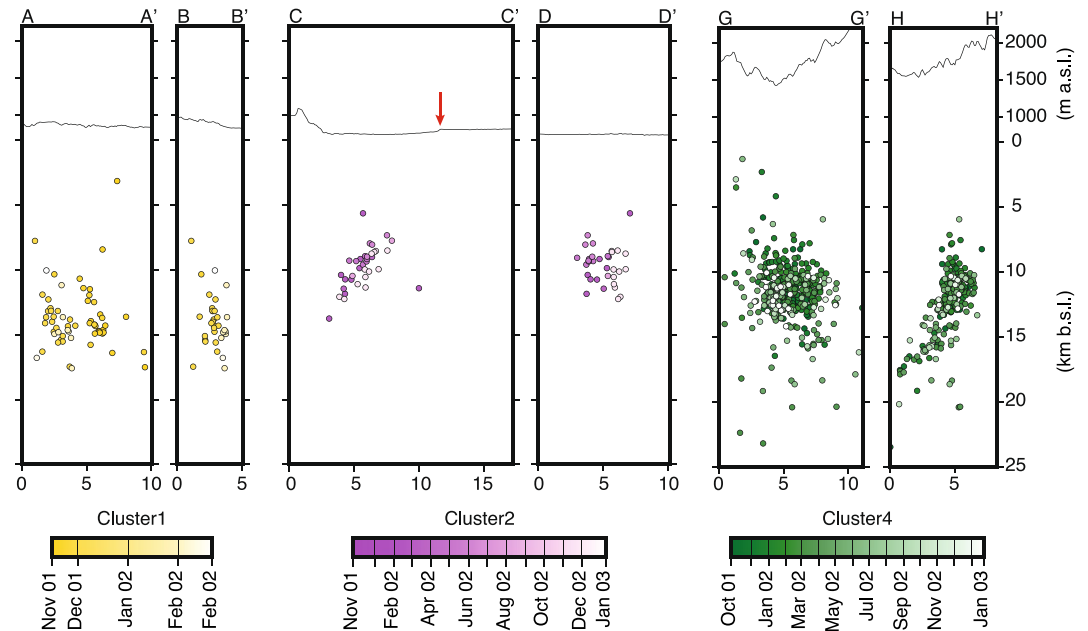 A A' B B' C C' D D' G G' H H'
2000
1500
1000
0
5
10
15
20
25
(m a.s.l.)
(km b.s.l.)
0 5 10 0 5 0 5 10 15 0 5 10 0 5 10 0 5
Cluster1 Cluster2 Cluster4
Nov 01 Dec 01 Jan 02 Feb 02 Feb 02
Nov 01 Feb 02 Apr 02 Jun 02 Aug 02 Oct 02 Dec 02 Jan 03
Oct 01 Jan 02 Mar 02 May 02 Jul 02 Sep 02 Nov 02 Jan 03